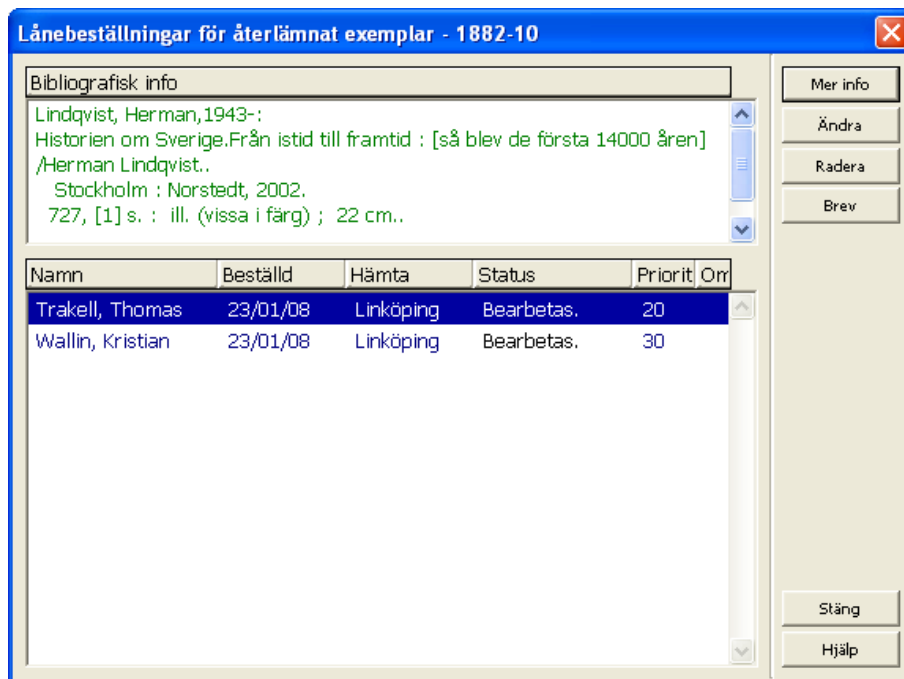 Lånebeställningar för återlämnat exemplar - 1882-10
Bibliografisk info
Lindqvist, Herman,1943-:
Historien om Sverige.Från istid till framtid : [så blev de första 14000 åren]
/Herman Lindqvist..
Stockholm : Norstedt, 2002.
727, [1] s. : ill. (vissa i färg) ; 22 cm..
Namn Beställd Hämta Status Priorit Om
Trakell, Thomas 23/01/08 Linköping Bearbetas. 20
Wallin, Kristian 23/01/08 Linköping Bearbetas. 30
Mer info
Ändra
Radera
Brev
Stäng
Hjälp